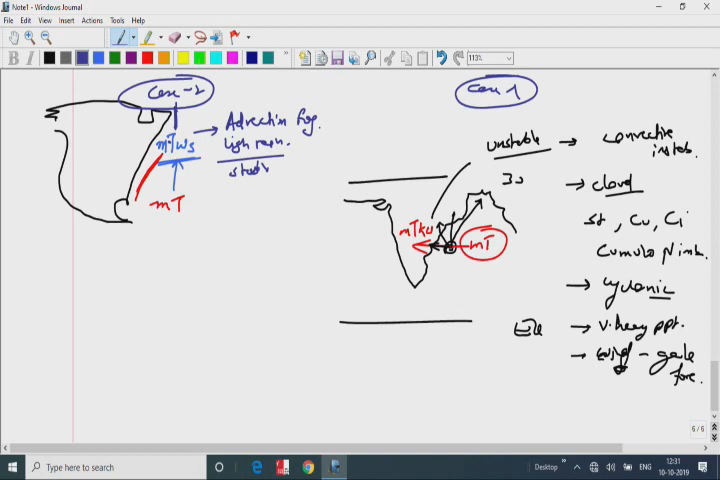 Note1 - Windows Journal
File Edit View Insert Actions Tools Help
B I 113%
Case-2
mTWs → Advection Fog.
Ligh rain.
mT
Case 1
unstable → convective
instab.
30 → cloud
St, Cu, Ci
Cumulo Nimb.
mTKu mT
→ cyclonic
→ v. heavy ppt.
→ gale
force.
6 / 6
Type here to search
Desktop
ENG
12:31
10-10-2019